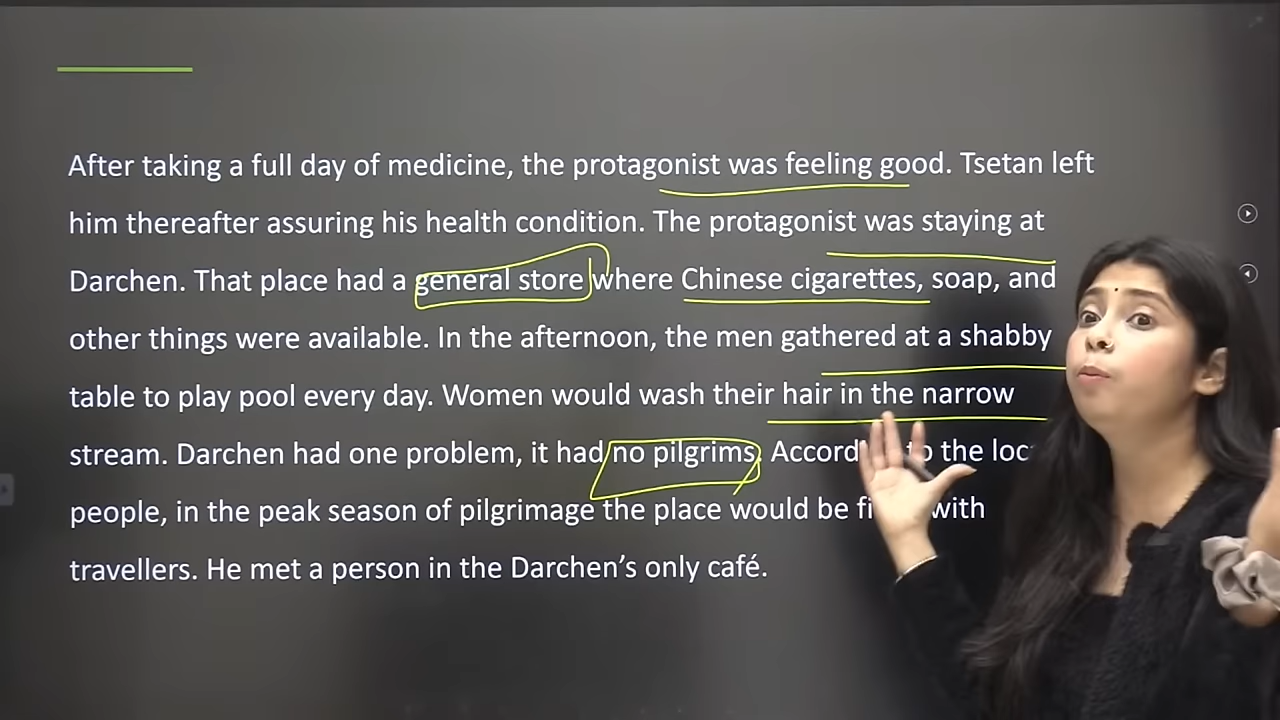 After taking a full day of medicine, the protagonist was feeling good. Tsetan left
him thereafter assuring his health condition. The protagonist was staying at
Darchen. That place had a general store where Chinese cigarettes, soap, and
other things were available. In the afternoon, the men gathered at a shabby
table to play pool every day. Women would wash their hair in the narrow
stream. Darchen had one problem, it had no pilgrims. to the
people, in the peak season of pilgrimage the place would be with
travellers. He met a person in the Darchen’s only café.